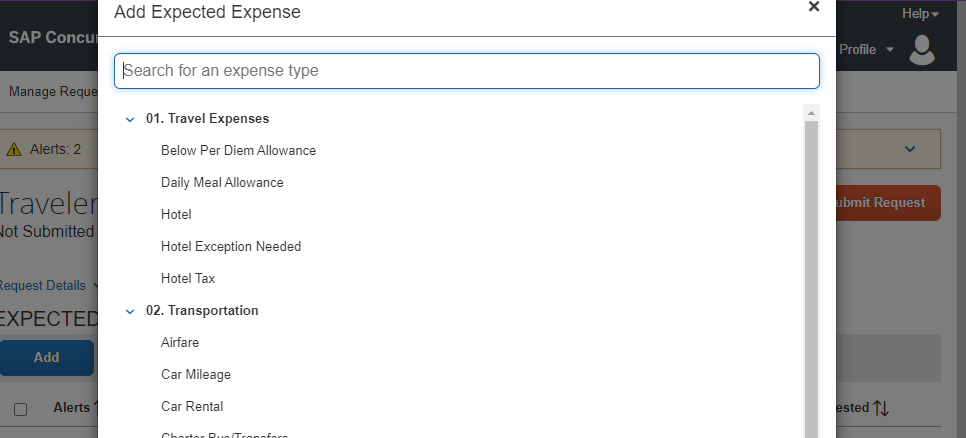 Add Expected Expense
Help
SAP Concur
Profile
Search for an expense type
Manage Reque
01. Travel Expenses
Alerts: 2
Below Per Diem Allowance
Daily Meal Allowance
Traveler
ubmit Request
Hotel
Not Submitted
Hotel Exception Needed
Hotel Tax
Request Details
02. Transportation
EXPECTED
Airfare
Add
Car Mileage
Car Rental
Alerts
ested
Charter Bus/Transfers